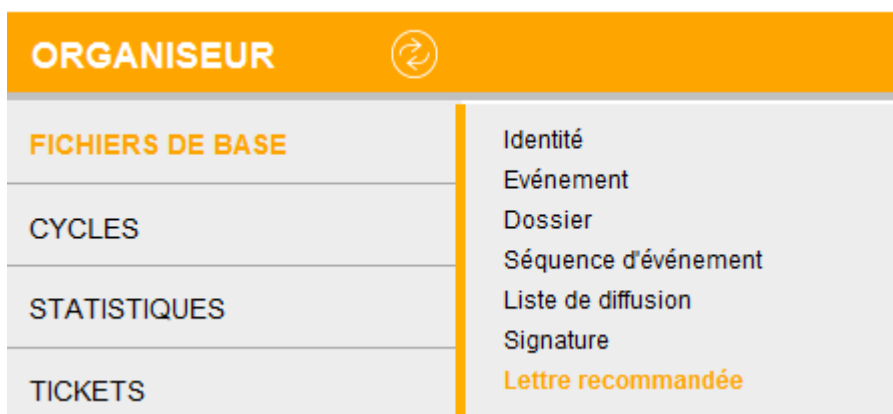 ORGANISEUR
FICHIERS DE BASE
CYCLES
STATISTIQUES
TICKETS
Identité
Evénement
Dossier
Séquence d'événement
Liste de diffusion
Signature
Lettre recommandée